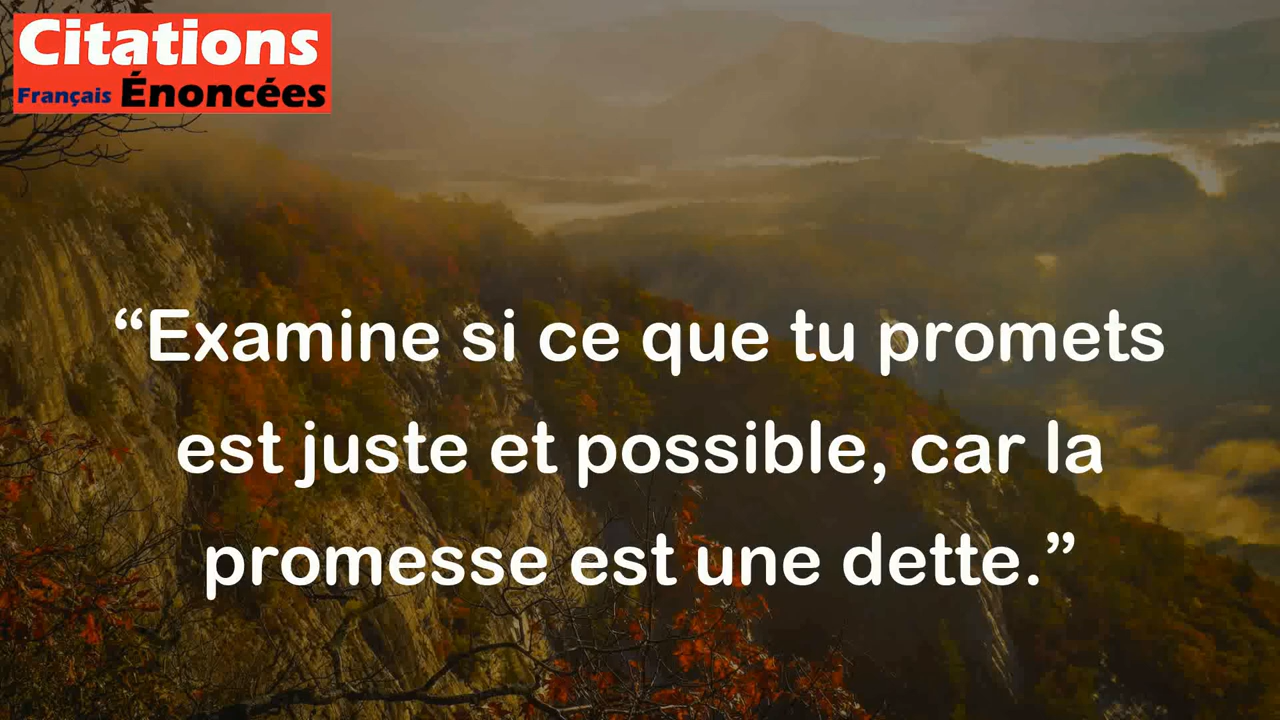 Citations
Français Énoncées
“Examine si ce que tu promets
est juste et possible, car la
promesse est une dette.”